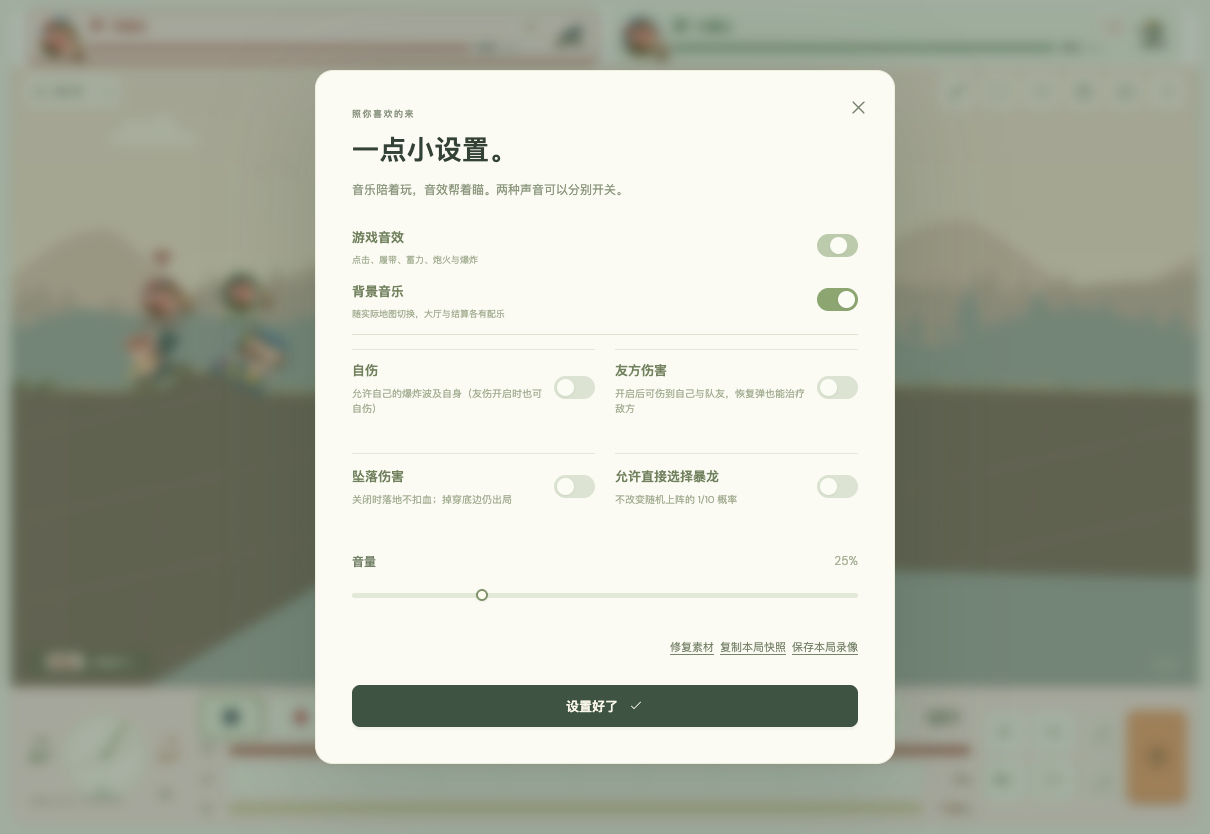 照你喜欢的来
一点小设置。
音乐陪着玩，音效帮着瞄。两种声音可以分别开关。
游戏音效
点击、履带、蓄力、炮火与爆炸
背景音乐
随实际地图切换，大厅与结算各有配乐
自伤
允许自己的爆炸波及自身（友伤开启时也可
自伤）
友方伤害
开启后可伤到自己与队友，恢复弹也能治疗
敌方
坠落伤害
关闭时落地不扣血；掉穿底边仍出局
允许直接选择暴龙
不改变随机上阵的 1/10 概率
音量
25%
修复素材 复制本局快照 保存本局录像
设置好了